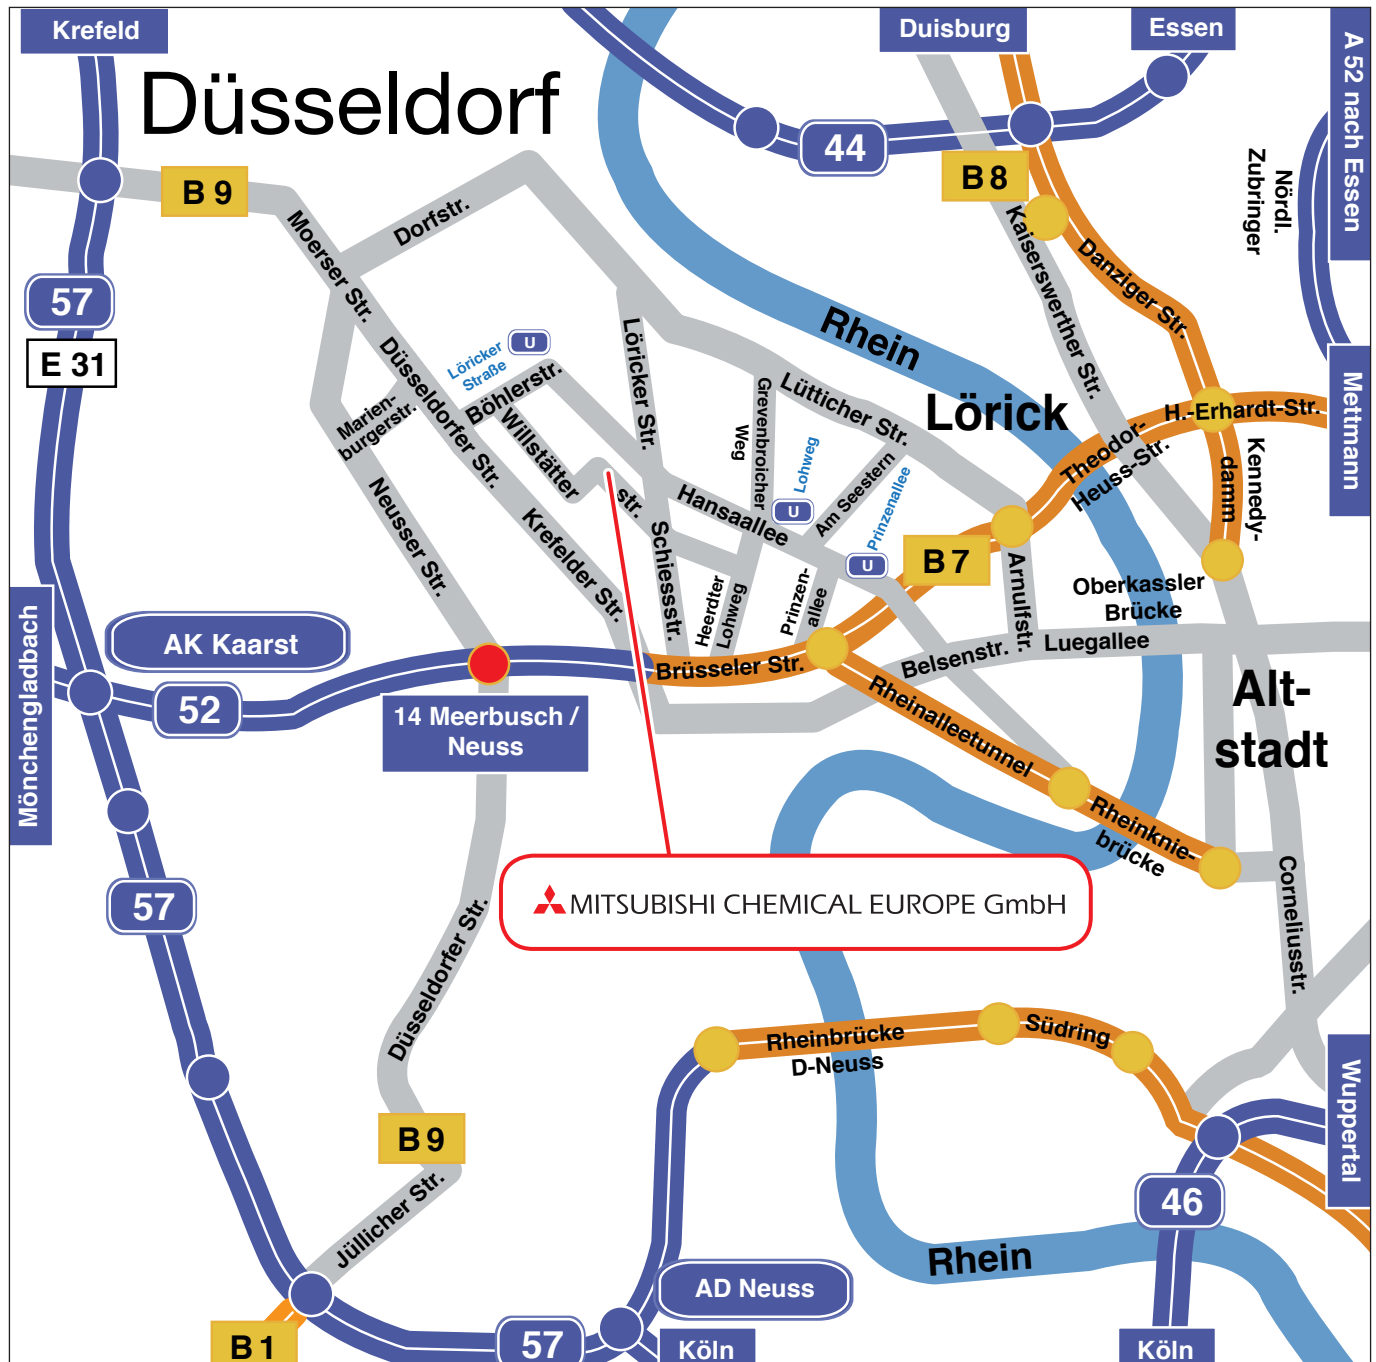 Krefeld
Duisburg
Essen
A 52 nach Essen
Düsseldorf
44
B 8
B 9
Nördl.
Zubringer
Dorfstr.
Moerser Str.
Kaiserswerther Str.
Danziger Str.
57
E 31
Rhein
Löricker
Straße
U
Böhlerstr.
Löricker Str.
Düsseldorfer Str.
Marien-
burgerstr.
Willstätter
str.
Grevenbroicher
Weg
Lütticher Str.
Lörick
H.-Erhardt-Str.
Mettmann
Theodor-
Heuss-Str.
Kennedy-
damm
Lohweg
U
Am Seestern
Prinzenallee
U
Hansaallee
Neusser Str.
Krefelder Str.
Schiessstr.
B 7
Arnulfstr.
Oberkassler
Brücke
Heerdter
Lohweg
Prinzen-
allee
Mönchengladbach
AK Kaarst
Brüsseler Str.
Belsenstr.
Luegallee
52
14 Meerbusch /
Neuss
Rheinalleetunnel
Alt-
stadt
Rheinknie-
brücke
57
MITSUBISHI CHEMICAL EUROPE GmbH
Corneliusstr.
Düsseldorfer Str.
Rheinbrücke
D-Neuss
Südring
Wuppertal
B 9
Jüllicher Str.
46
Rhein
AD Neuss
B 1
57
Köln
Köln